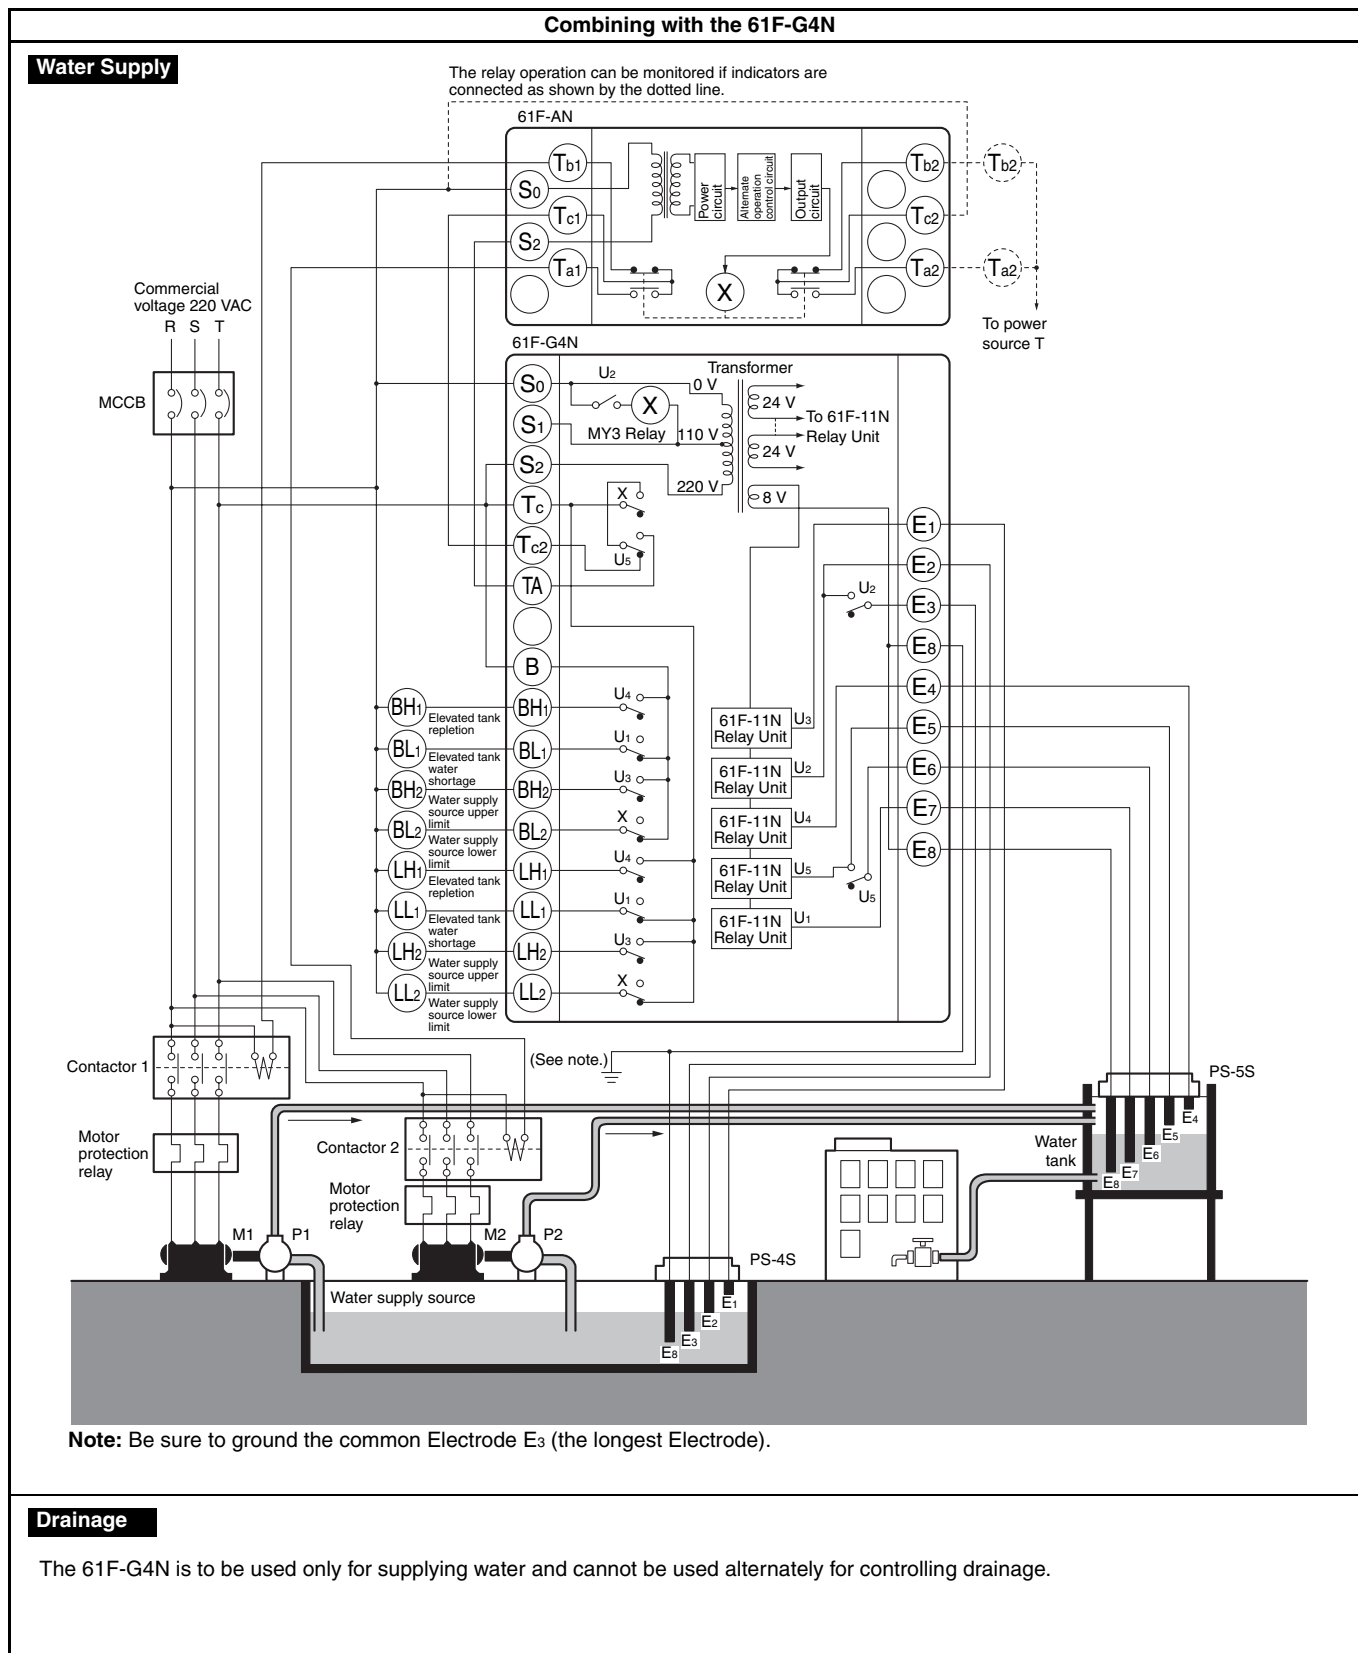 Combining with the 61F-G4N
Water Supply
The relay operation can be monitored if indicators are
connected as shown by the dotted line.
61F-AN
Tb1
S0
Tc1
S2
Ta1
Power
circuit
Alternate
operation
control circuit
Output
circuit
X
Tb2
Tc2
Ta2
Tb2
Ta2
To power
source T
Commercial
voltage 220 VAC
R S T
MCCB
61F-G4N
S0
S1
S2
Tc
Tc2
TA
B
BH1
BL1
BH2
BL2
LH1
LL1
LH2
LL2
U2
X
MY3 Relay
Transformer
0 V
110 V
220 V
24 V
24 V
8 V
To 61F-11N
Relay Unit
X
U5
U4
U1
U3
X
U4
U1
U3
X
BH1
Elevated tank
repletion
BL1
Elevated tank
water
shortage
BH2
Water supply
source upper
limit
BL2
Water supply
source lower
limit
LH1
Elevated tank
repletion
LL1
Elevated tank
water
shortage
LH2
Water supply
source upper
limit
LL2
Water supply
source lower
limit
61F-11N
Relay Unit
U3
61F-11N
Relay Unit
U2
61F-11N
Relay Unit
U4
61F-11N
Relay Unit
U5
61F-11N
Relay Unit
U1
U2
U5
E1
E2
E3
E8
E4
E5
E6
E7
E8
(See note.)
Contactor 1
Motor
protection
relay
M1 P1
Contactor 2
Motor
protection
relay
M2 P2
PS-5S
E4
E5
E6
E7
E8
Water
tank
PS-4S
E1
E2
E3
E8
Water supply source
Note: Be sure to ground the common Electrode E3 (the longest Electrode).
Drainage
The 61F-G4N is to be used only for supplying water and cannot be used alternately for controlling drainage.